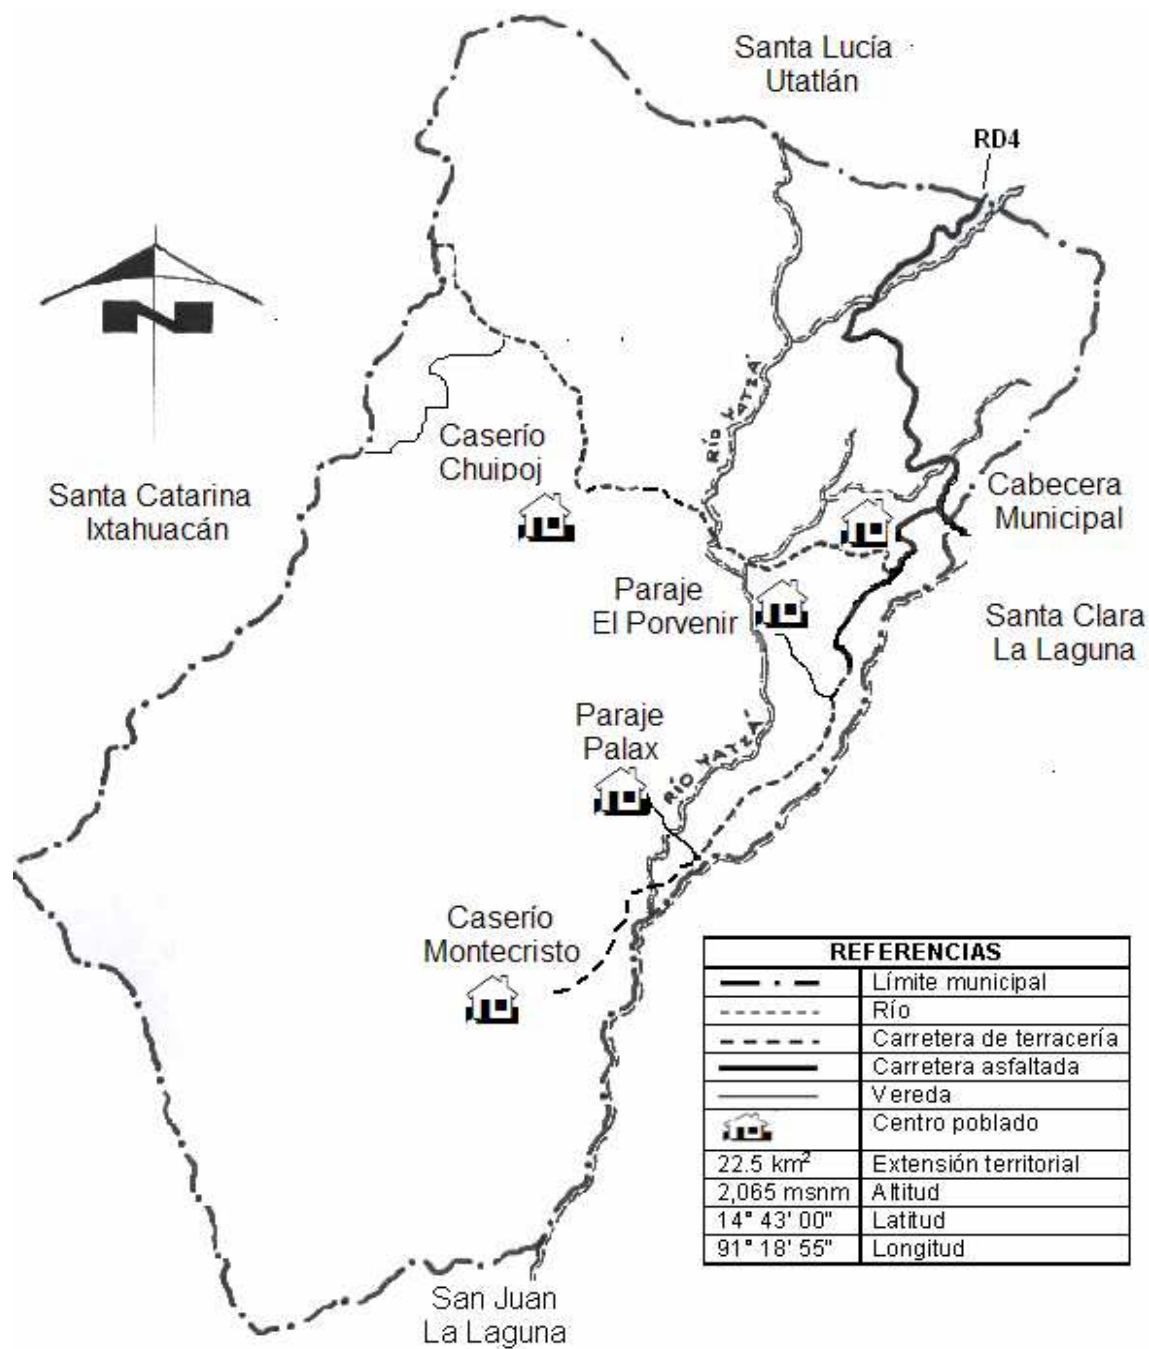 Santa Lucía
Utatlán
RD4
N
RÍO YATZÁ
Caserío
Chuipoj
Santa Catarina
Ixtahuacán
Cabecera
Municipal
Paraje
El Porvenir
Santa Clara
La Laguna
Paraje
Palax
RÍO YATZÁ
Caserío
Montecristo
REFERENCIAS
Límite municipal
Río
Carretera de terracería
Carretera asfaltada
Vereda
Centro poblado
22.5 km² Extensión territorial
2,065 msnm Altitud
14° 43' 00" Latitud
91° 18' 55" Longitud
San Juan
La Laguna